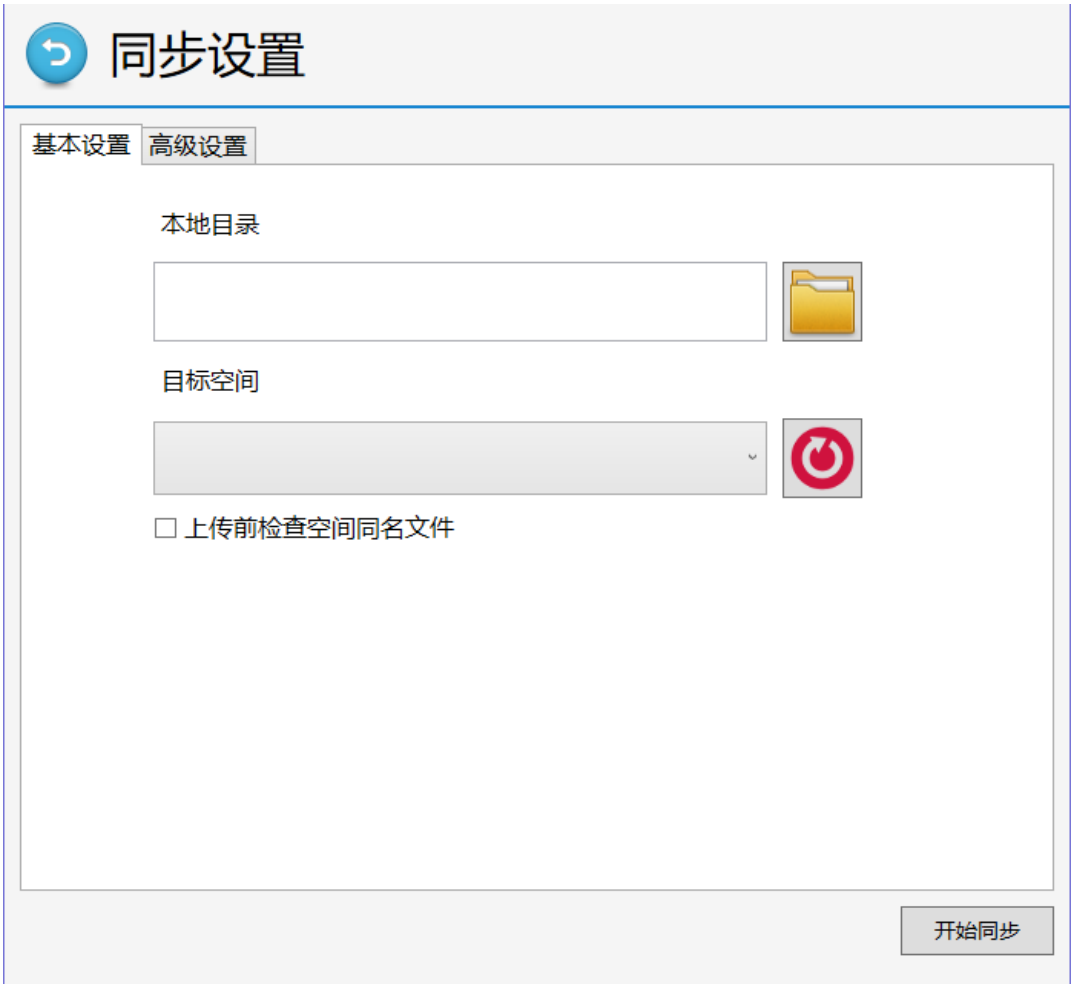 同步设置
基本设置 高级设置
本地目录
目标空间
上传前检查空间同名文件
开始同步